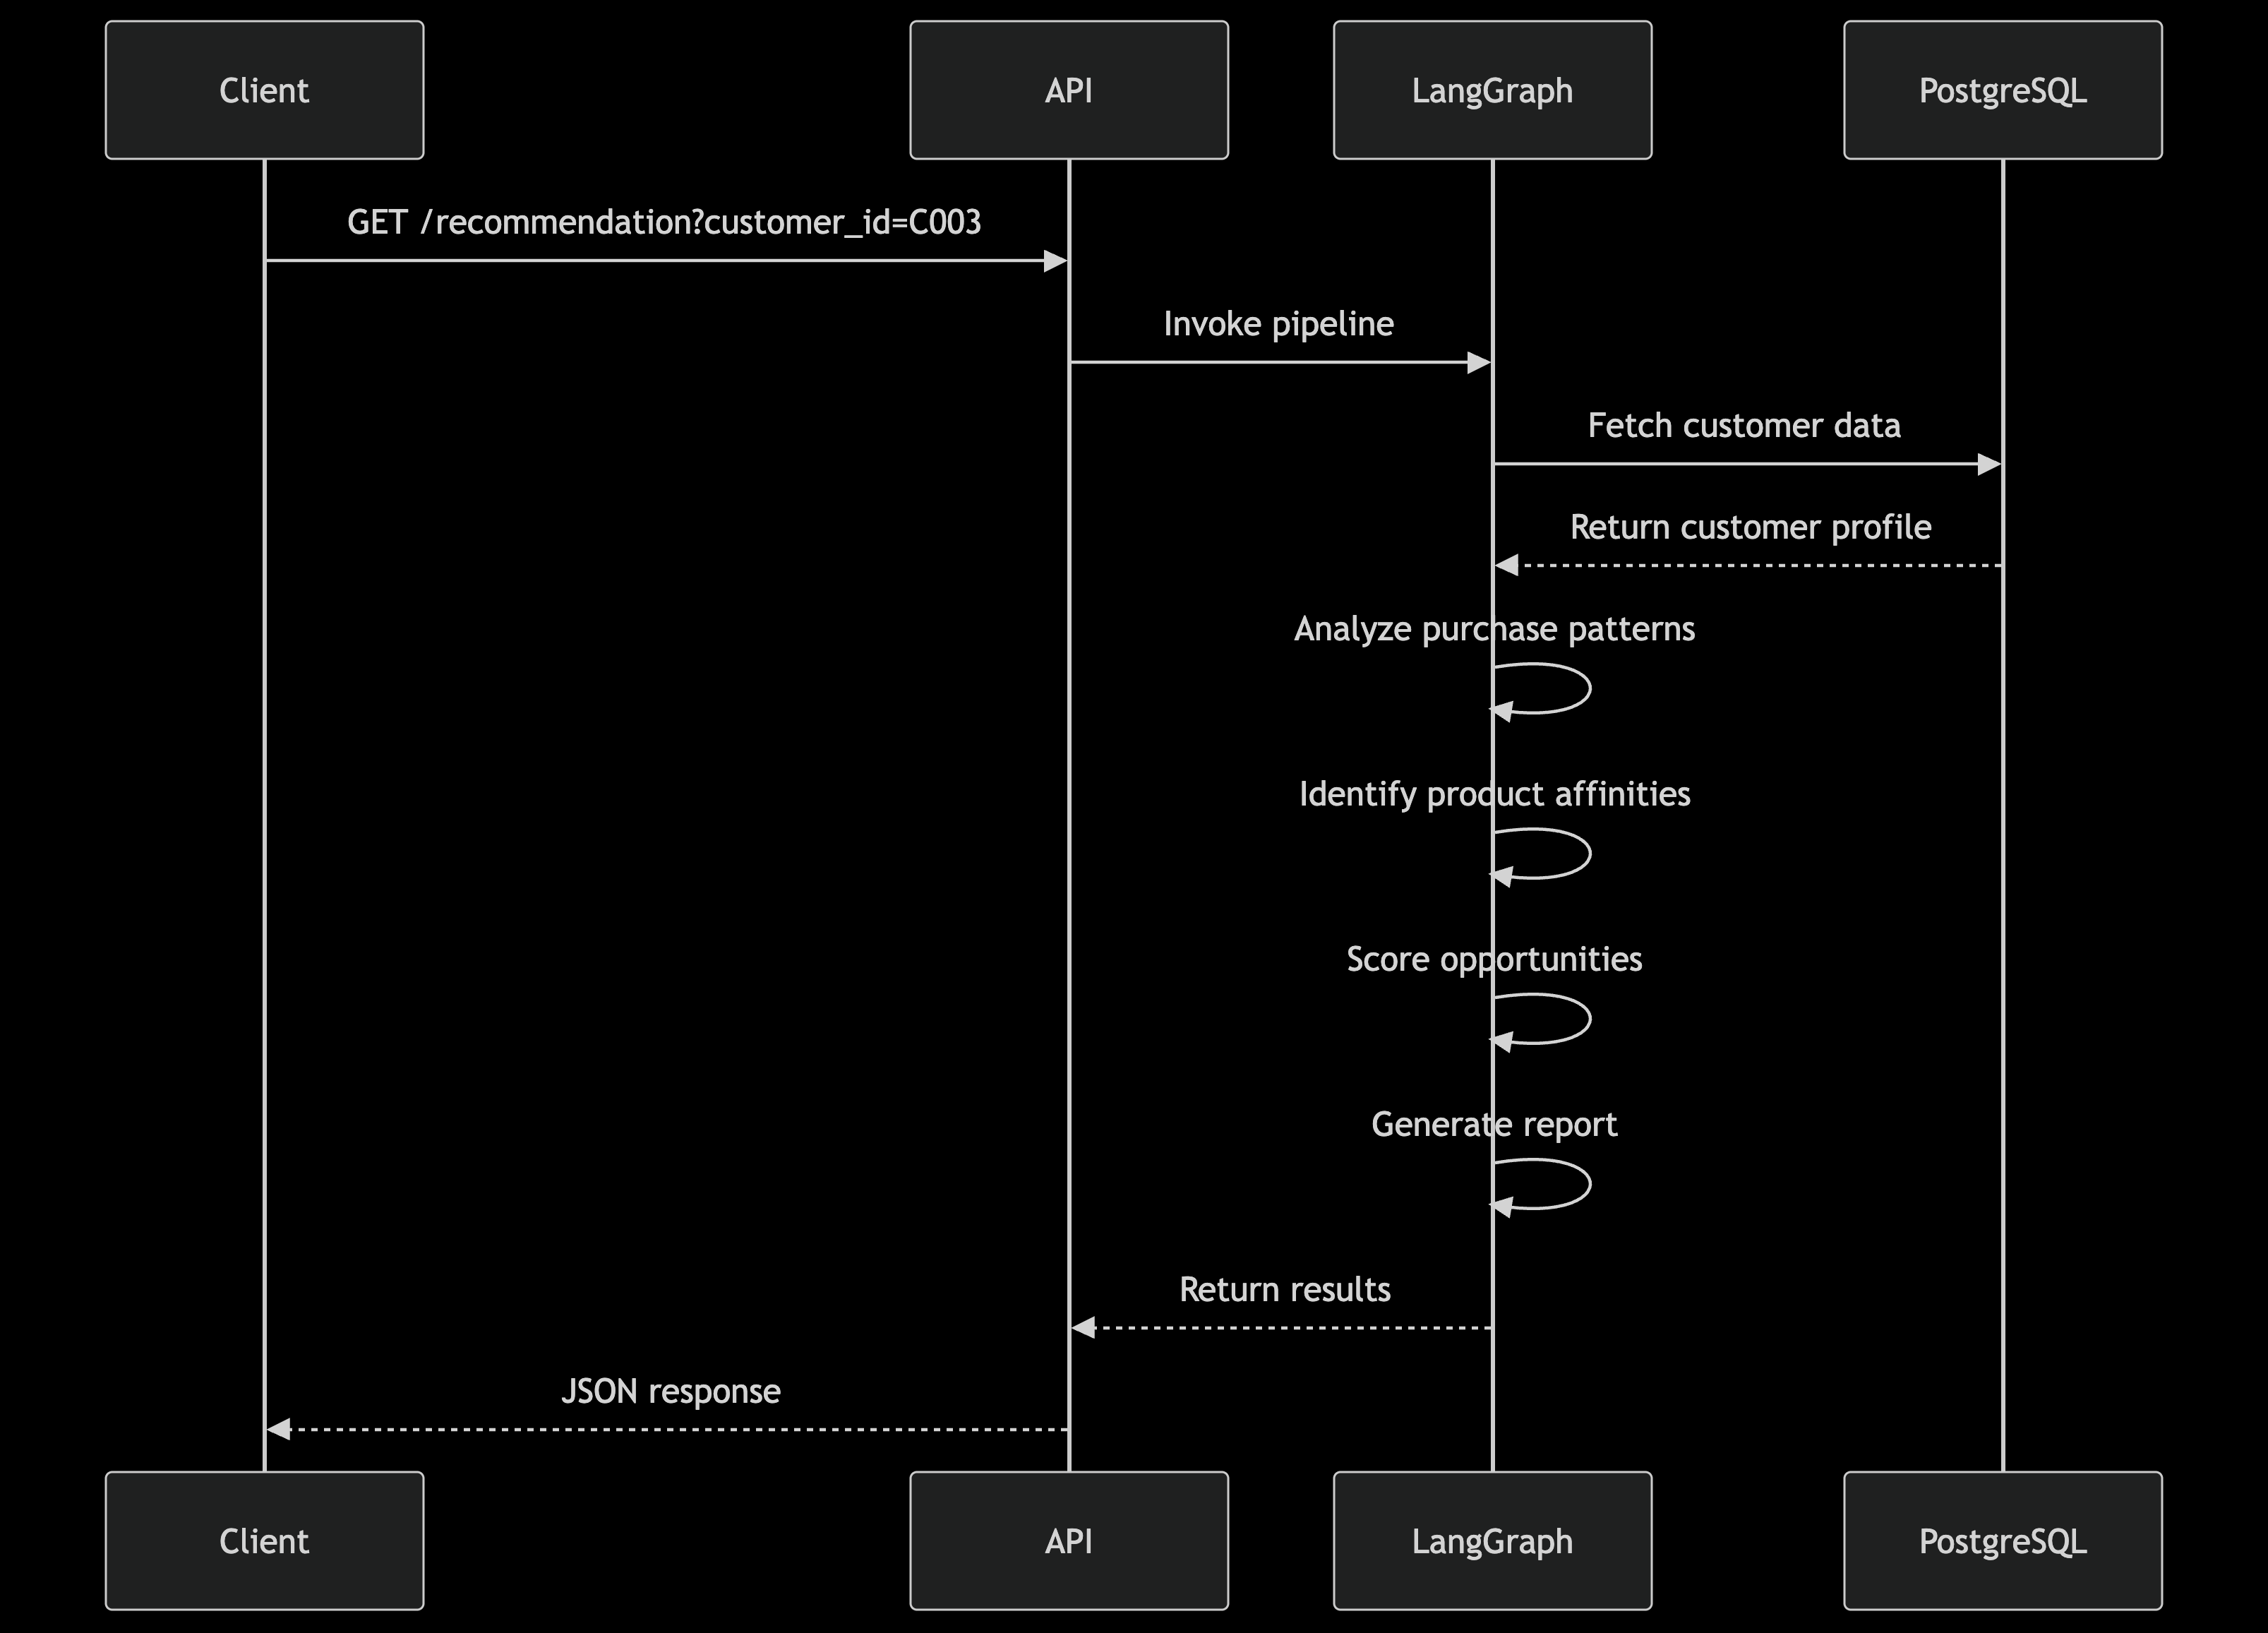 Client
API
LangGraph
PostgreSQL
GET /recommendation?customer_id=C003
Invoke pipeline
Fetch customer data
Return customer profile
Analyze purchase patterns
Identify product affinities
Score opportunities
Generate report
Return results
JSON response
Client
API
LangGraph
PostgreSQL